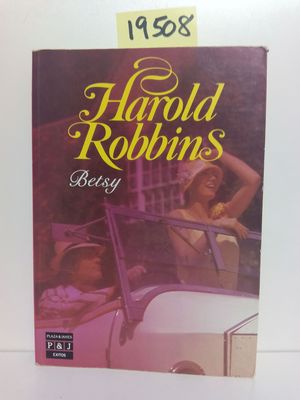 19508
Harold
Robbins
Betsy
PLAZA & JANES
P & J
EXITOS